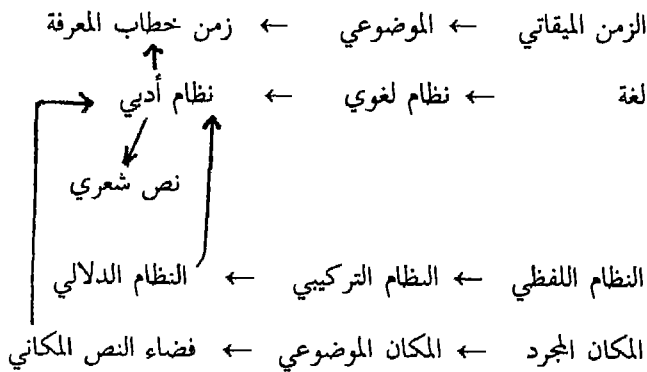 الزمن الميقاتي ← الموضوعي ← زمن خطاب المعرفة
لغة ← نظام لغوي ← نظام أدبي
نص شعري
النظام اللفظي ← النظام التركيبي ← النظام الدلالي
المكان المجرد ← المكان الموضوعي ← فضاء النص المكاني